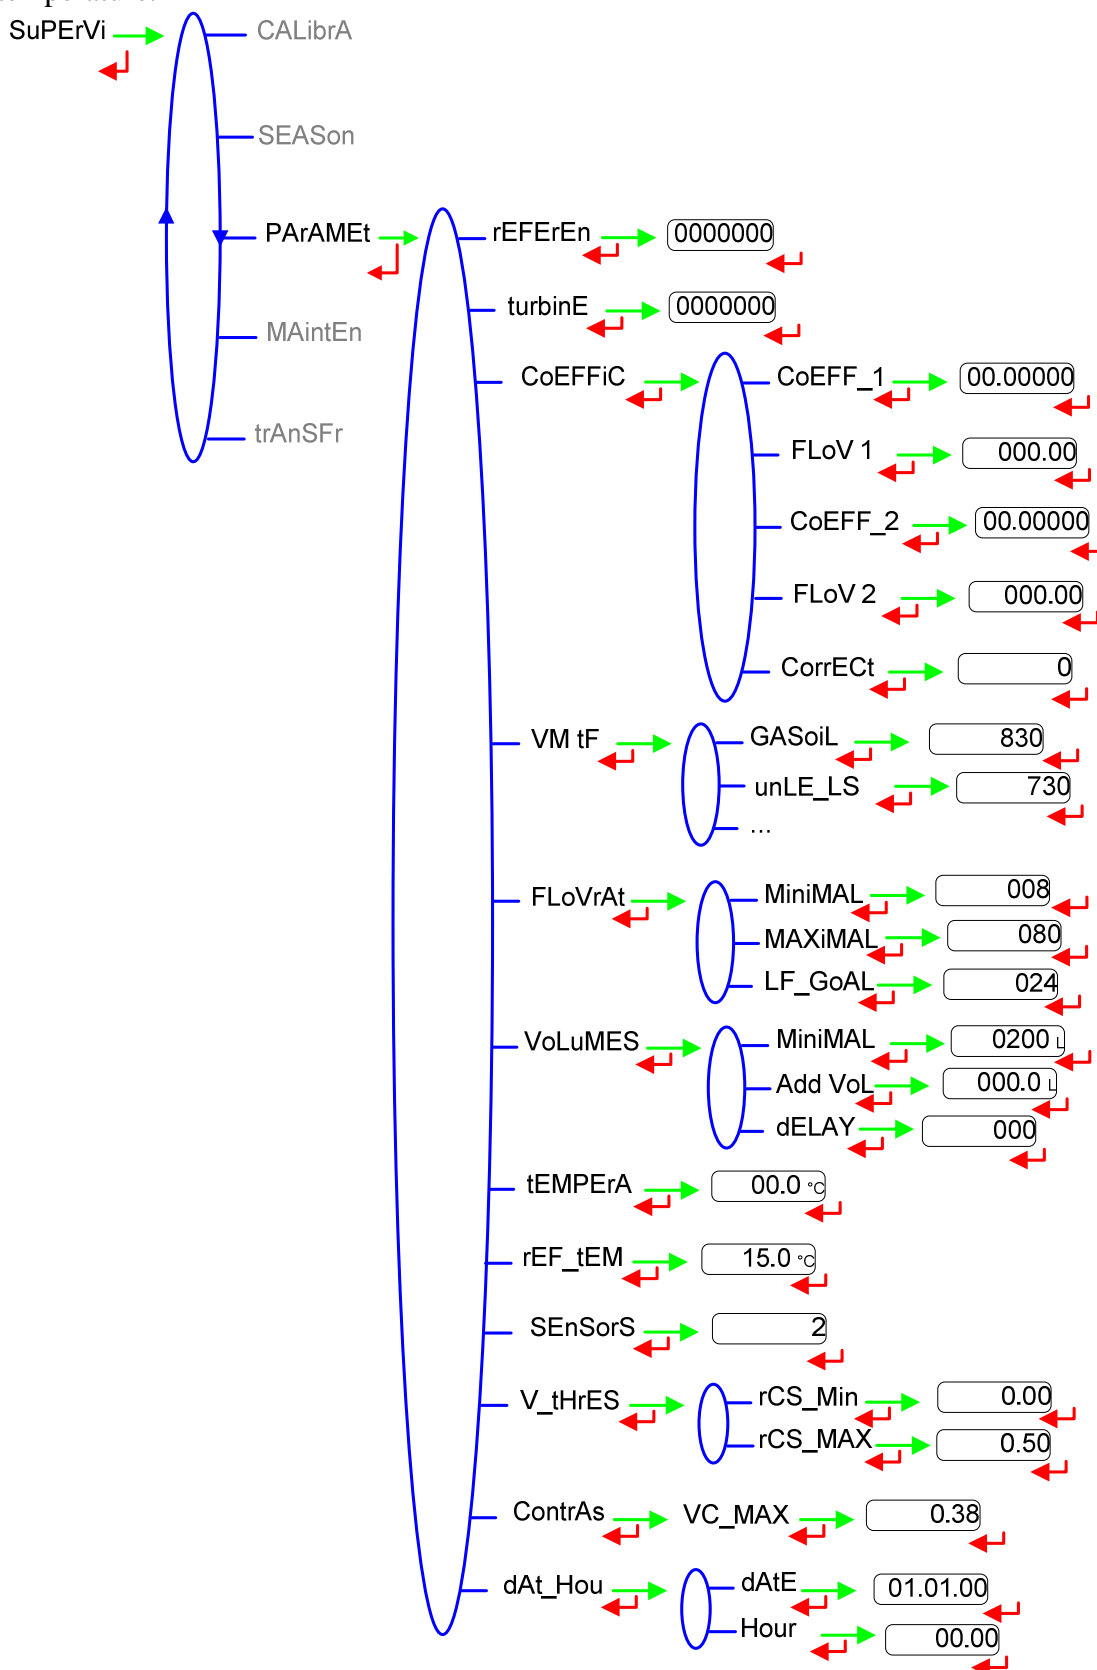 SuPErVi CALibrA
SEASon
PArAMEt rEFErEn 0000000
turbinE 0000000
MAintEn
CoEFFiC CoEFF_1 00.00000
trAnSFr
FLoV 1 000.00
CoEFF_2 00.00000
FLoV 2 000.00
CorrECt 0
VM tF GASoiL 830
unLE_LS 730
...
FLoVrAt MiniMAL 008
MAXiMAL 080
LF_GoAL 024
VoLuMES MiniMAL 0200 L
Add VoL 000.0 L
dELAY 000
tEMPErA 00.0 °C
rEF_tEM 15.0 °C
SEnSorS 2
V_tHrES rCS_Min 0.00
rCS_MAX 0.50
ContrAs VC_MAX 0.38
dAt_Hou dAtE 01.01.00
Hour 00.00